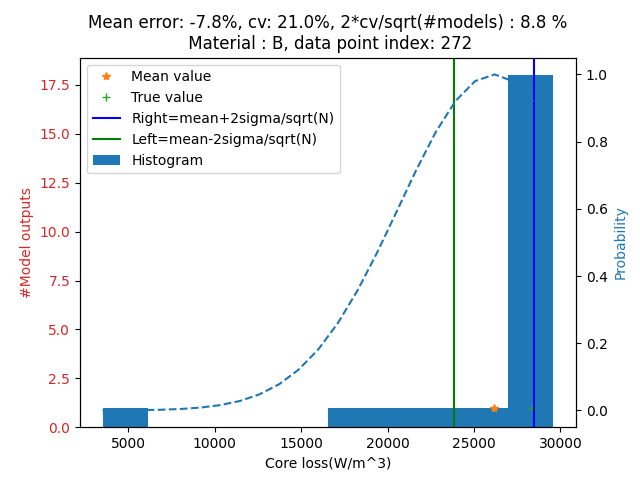 Mean error: -7.8%, cv: 21.0%, 2*cv/sqrt(#models) : 8.8 %
Material : B, data point index: 272
Mean value
True value
Right=mean+2sigma/sqrt(N)
Left=mean-2sigma/sqrt(N)
Histogram
#Model outputs
17.5
15.0
12.5
10.0
7.5
5.0
2.5
0.0
1.0
0.8
0.6
0.4
0.2
0.0
Probability
5000 10000 15000 20000 25000 30000
Core loss(W/m^3)